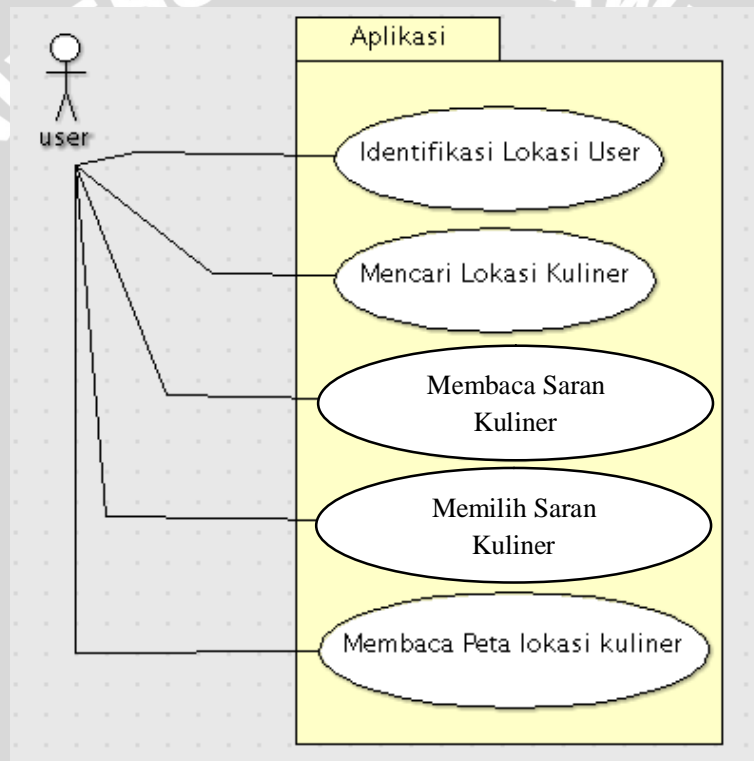 Aplikasi
user
Identifikasi Lokasi User
Mencari Lokasi Kuliner
Membaca Saran
Kuliner
Memilih Saran
Kuliner
Membaca Peta lokasi kuliner